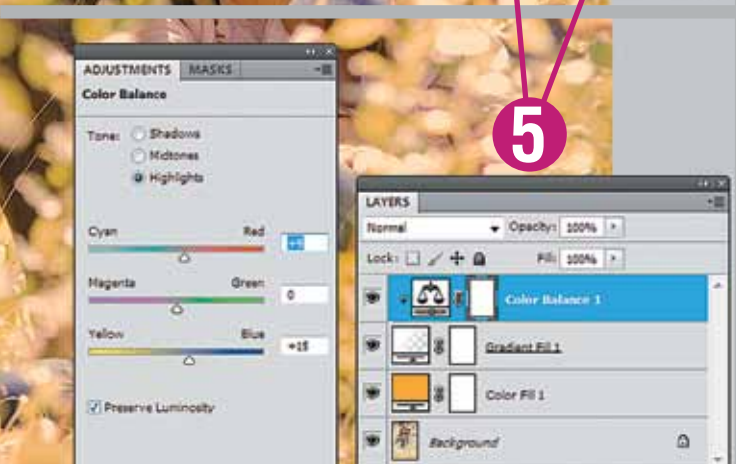 5
ADJUSTMENTS MASKS
Color Balance
Tone: Shadows
Midtones
Highlights
Cyan Red
Magenta Green 0
Yellow Blue +15
Preserve Luminosity
LAYERS
Normal Opacity: 100%
Lock: Fill: 100%
Color Balance 1
Gradient Fill 1
Color Fill 1
Background